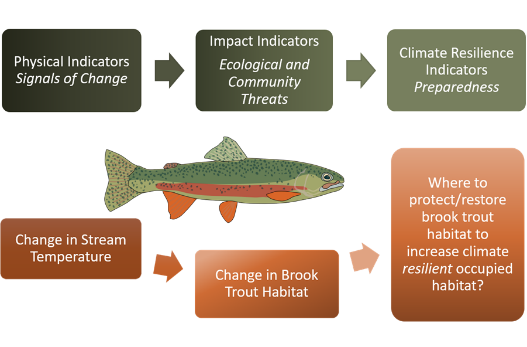 Physical Indicators
Signals of Change
Impact Indicators
Ecological and
Community
Threats
Climate Resilience
Indicators
Preparedness
Change in Stream
Temperature
Change in Brook
Trout Habitat
Where to
protect/restore
brook trout
habitat to
increase climate
resilient occupied
habitat?